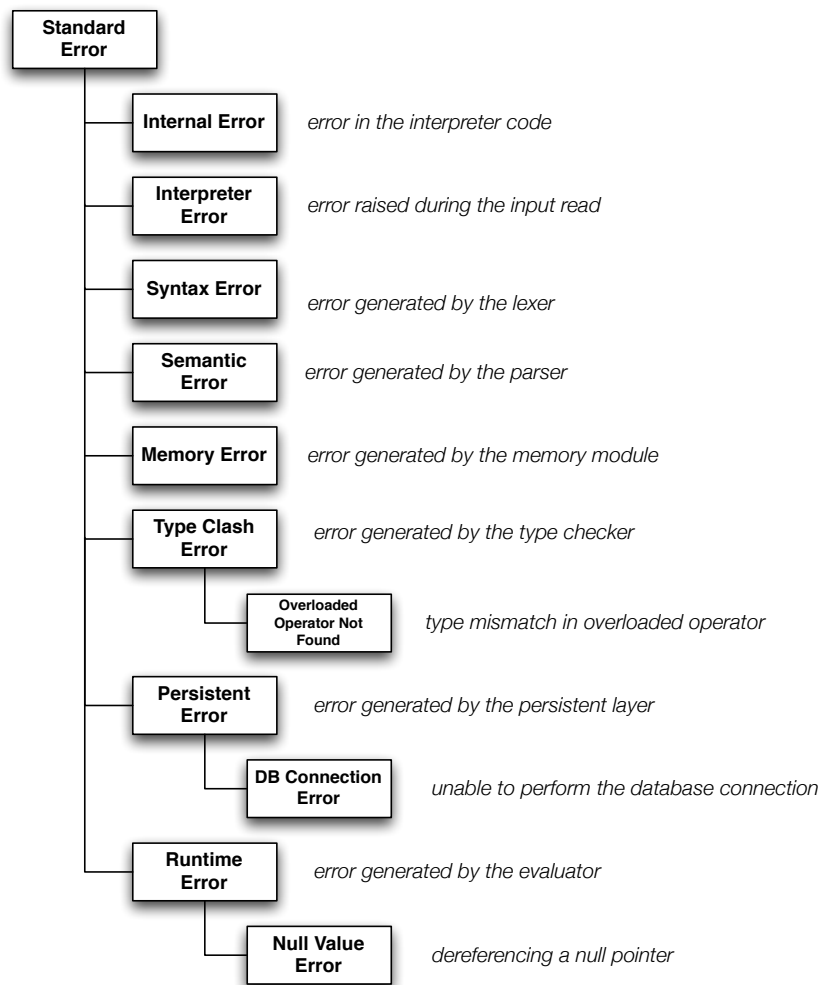 Standard
Error
Internal Error
error in the interpreter code
Interpreter
Error
error raised during the input read
Syntax Error
error generated by the lexer
Semantic
Error
error generated by the parser
Memory Error
error generated by the memory module
Type Clash
Error
error generated by the type checker
Overloaded
Operator Not
Found
type mismatch in overloaded operator
Persistent
Error
error generated by the persistent layer
DB Connection
Error
unable to perform the database connection
Runtime
Error
error generated by the evaluator
Null Value
Error
dereferencing a null pointer